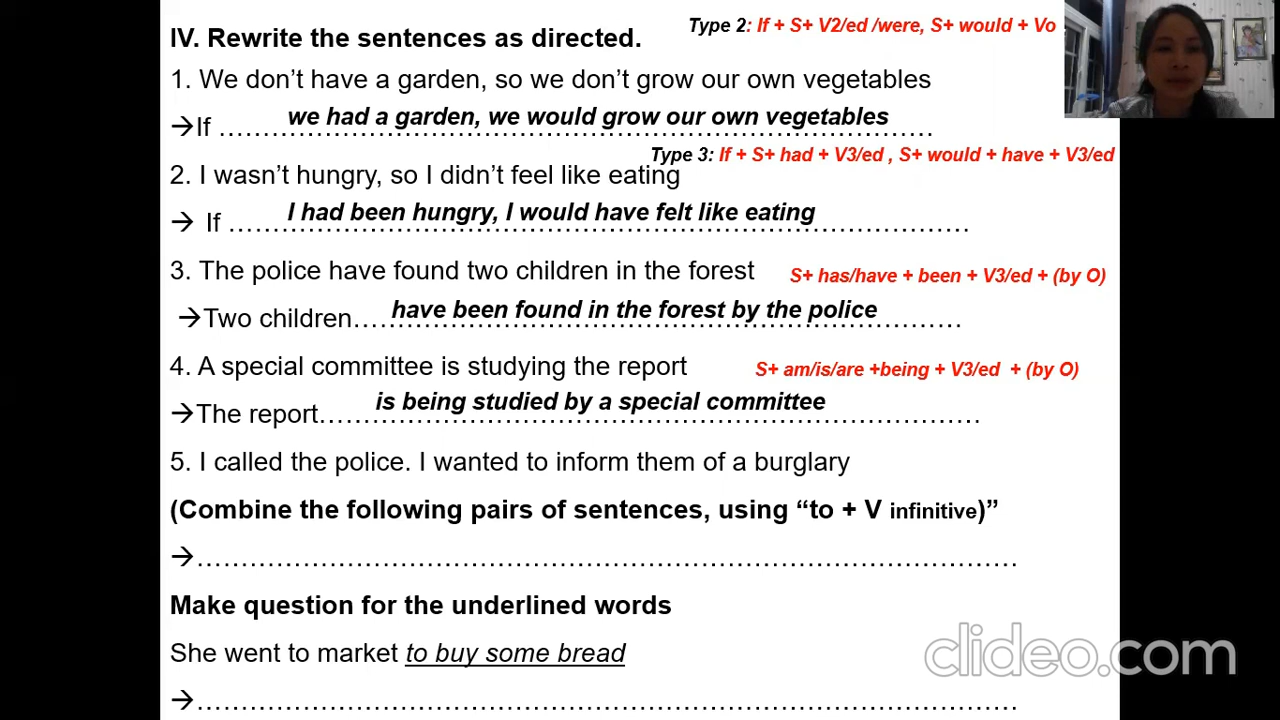 IV. Rewrite the sentences as directed.
Type 2: If + S+ V2/ed /were, S+ would + Vo
1. We don’t have a garden, so we don’t grow our own vegetables
→If ……………………………………………………………………………
we had a garden, we would grow our own vegetables
Type 3: If + S+ had + V3/ed , S+ would + have + V3/ed
2. I wasn’t hungry, so I didn’t feel like eating
→ If ……………………………………………………………………………
I had been hungry, I would have felt like eating
3. The police have found two children in the forest
S+ has/have + been + V3/ed + (by O)
→Two children………………………………………………………………
have been found in the forest by the police
4. A special committee is studying the report
S+ am/is/are +being + V3/ed + (by O)
→The report……………………………………………………………………
is being studied by a special committee
5. I called the police. I wanted to inform them of a burglary
(Combine the following pairs of sentences, using “to + V infinitive)”
→…………………………………………………………………………………
Make question for the underlined words
She went to market to buy some bread
→…………………………………………………………………………………
clideo.com